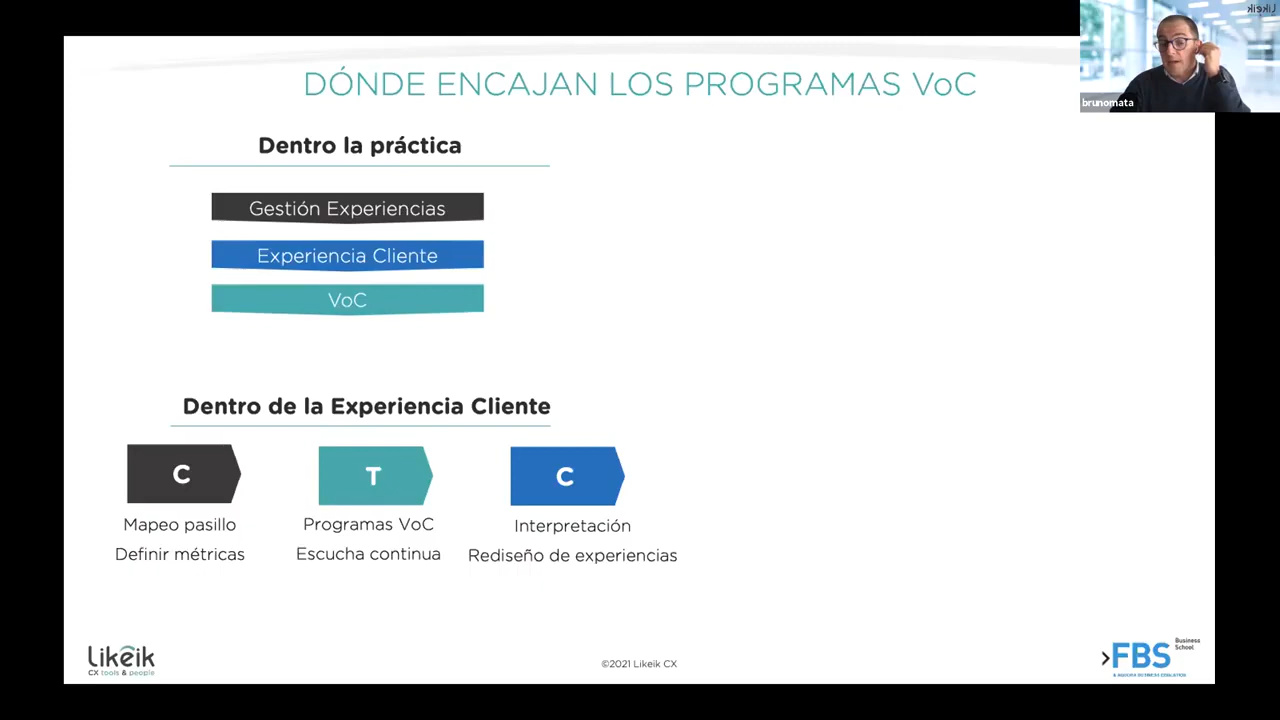 Likeik
brunomata
DÓNDE ENCAJAN LOS PROGRAMAS VoC
Dentro la práctica
Gestión Experiencias
Experiencia Cliente
VoC
Dentro de la Experiencia Cliente
C
T
C
Mapeo pasillo
Programas VoC
Interpretación
Definir métricas
Escucha continua
Rediseño de experiencias
Likeik
CX tools & people
©2021 Likeik CX
FBS Business School